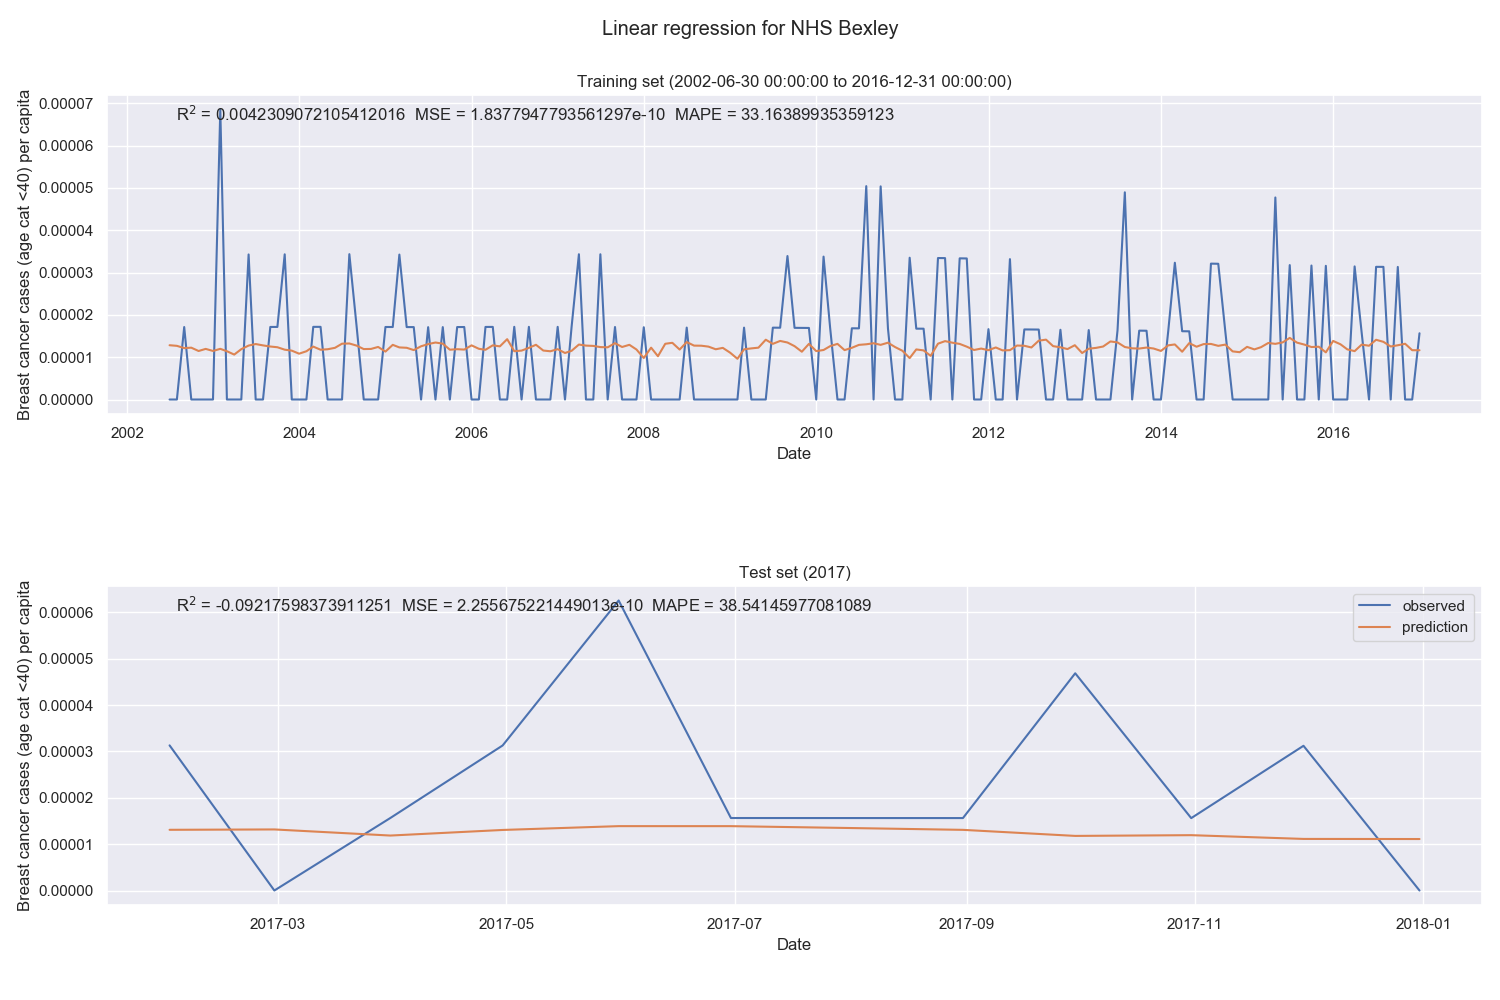 Linear regression for NHS Bexley
Training set (2002-06-30 00:00:00 to 2016-12-31 00:00:00)
R² = 0.0042309072105412016 MSE = 1.8377947793561297e-10 MAPE = 33.16389935359123
Breast cancer cases (age cat <40) per capita
0.00007
0.00006
0.00005
0.00004
0.00003
0.00002
0.00001
0.00000
2002 2004 2006 2008 2010 2012 2014 2016
Date
Test set (2017)
R² = -0.09217598373911251 MSE = 2.255675221449013e-10 MAPE = 38.54145977081089
observed
prediction
Breast cancer cases (age cat <40) per capita
0.00006
0.00005
0.00004
0.00003
0.00002
0.00001
0.00000
2017-03 2017-05 2017-07 2017-09 2017-11 2018-01
Date